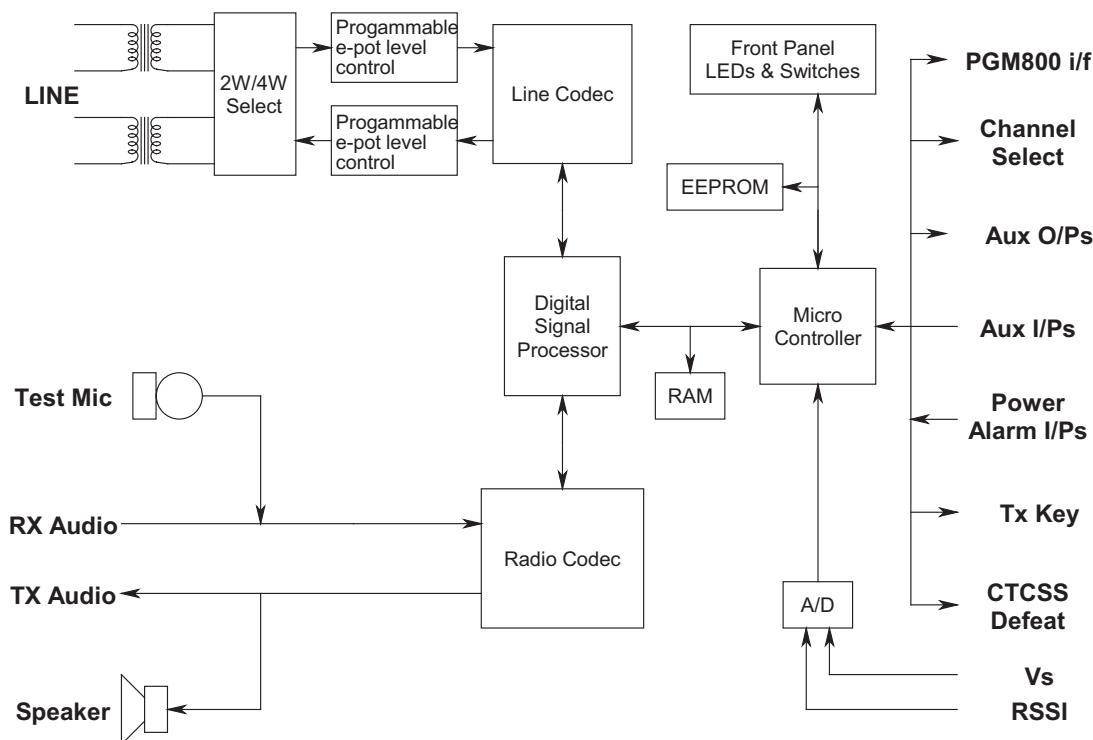 Progammable
e-pot level
control
Front Panel
LEDs & Switches
PGM800 i/f
2W/4W
Select
LINE
Line Codec
Progammable
e-pot level
control
Channel
Select
EEPROM
Aux O/Ps
Digital
Signal
Processor
Micro
Controller
Aux I/Ps
Test Mic
RAM
Power
Alarm I/Ps
RX Audio
Tx Key
Radio Codec
TX Audio
A/D
CTCSS
Defeat
Vs
Speaker
RSSI